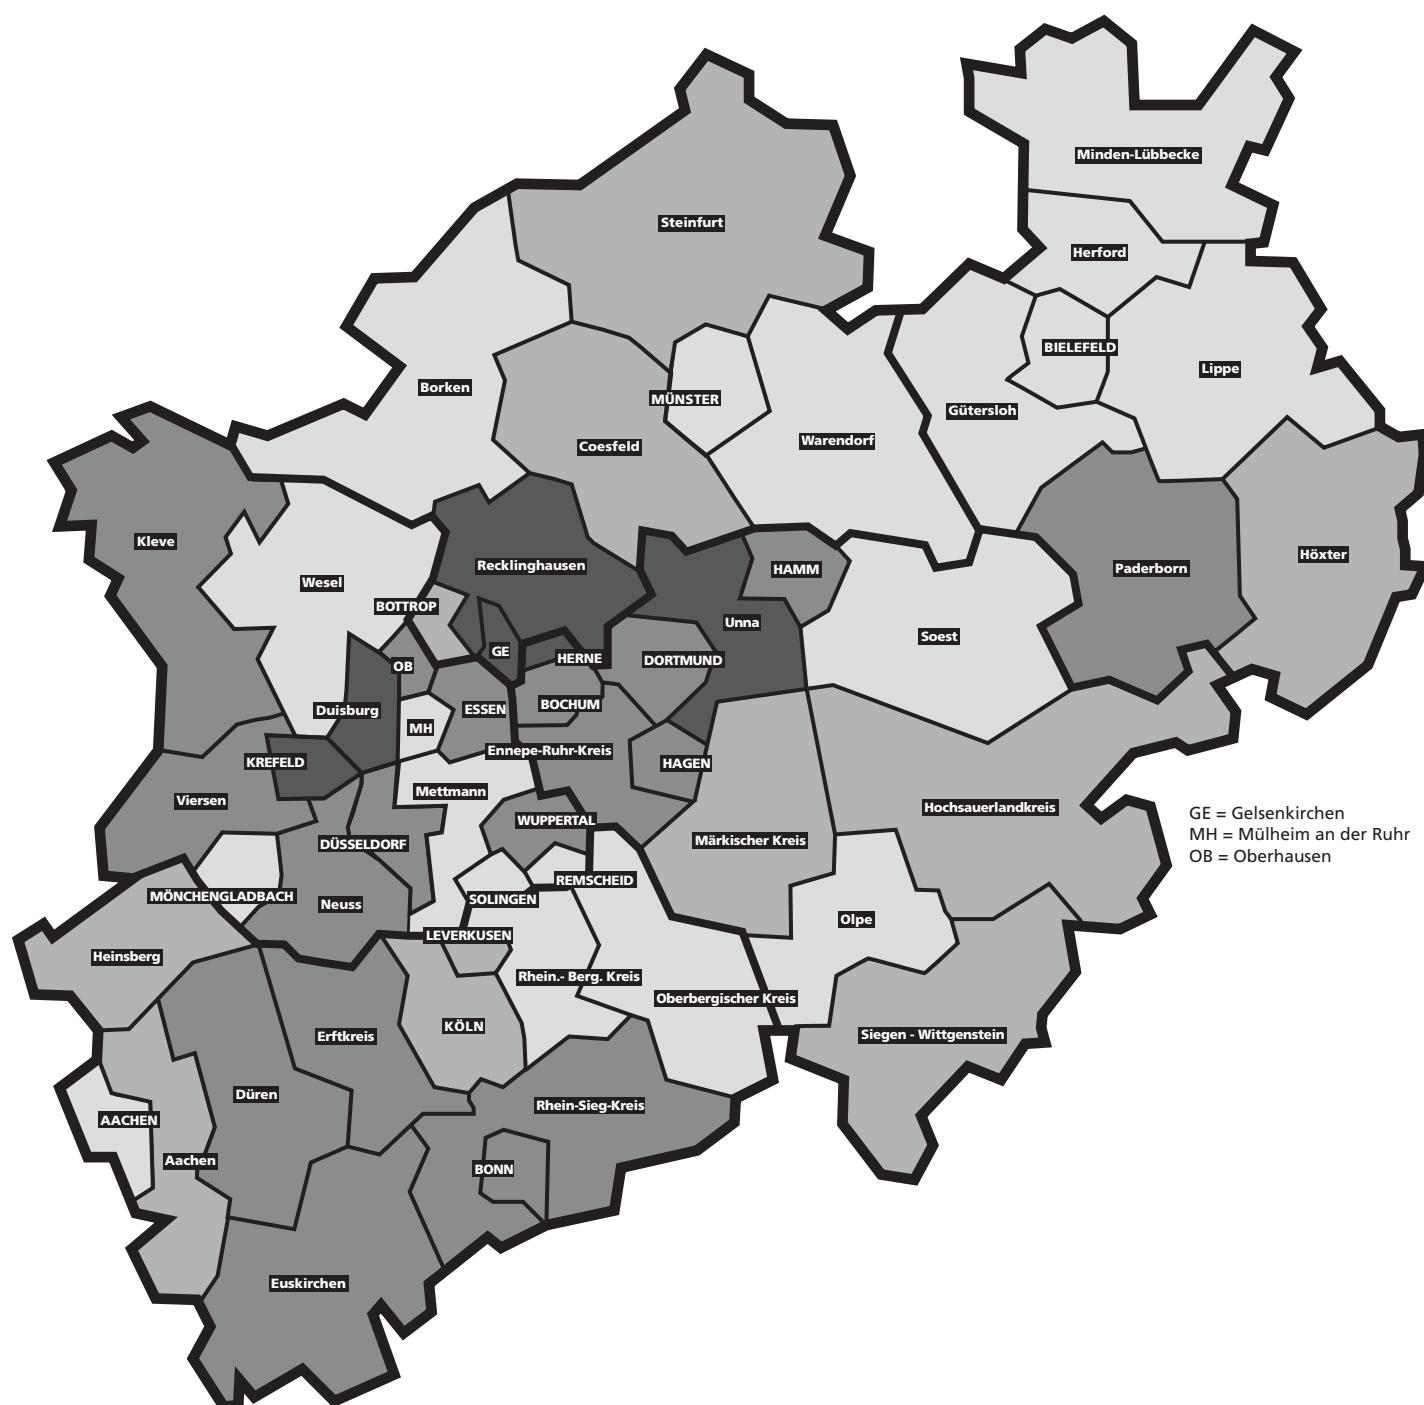 Minden-Lübbecke
Steinfurt
Herford
BIELEFELD
Lippe
Borken
MÜNSTER
Gütersloh
Coesfeld
Warendorf
Kleve
Höxter
Recklinghausen
HAMM
Paderborn
Wesel
BOTTROP
Unna
Soest
GE
HERNE
DORTMUND
OB
Duisburg
ESSEN
BOCHUM
MH
Ennepe-Ruhr-Kreis
KREFELD
HAGEN
Mettmann
Viersen
Hochsauerlandkreis
GE = Gelsenkirchen
MH = Mülheim an der Ruhr
OB = Oberhausen
WUPPERTAL
DÜSSELDORF
Märkischer Kreis
REMSCHEID
MÖNCHENGLADBACH
SOLINGEN
Neuss
Olpe
LEVERKUSEN
Heinsberg
Rhein.- Berg. Kreis
Oberbergischer Kreis
KÖLN
Erftkreis
Siegen - Wittgenstein
Düren
Rhein-Sieg-Kreis
AACHEN
Aachen
BONN
Euskirchen